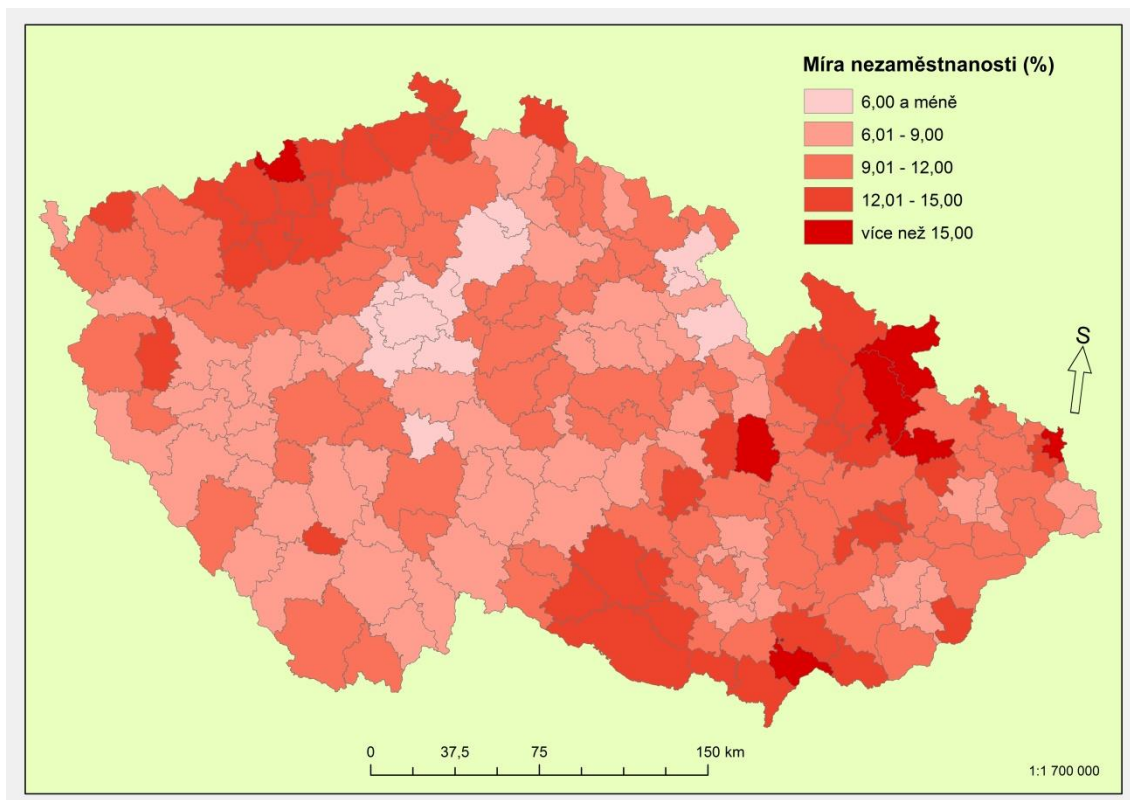 Míra nezaměstnanosti (%)
6,00 a méně
6,01 - 9,00
9,01 - 12,00
12,01 - 15,00
více než 15,00
S
0 37,5 75 150 km
1:1 700 000